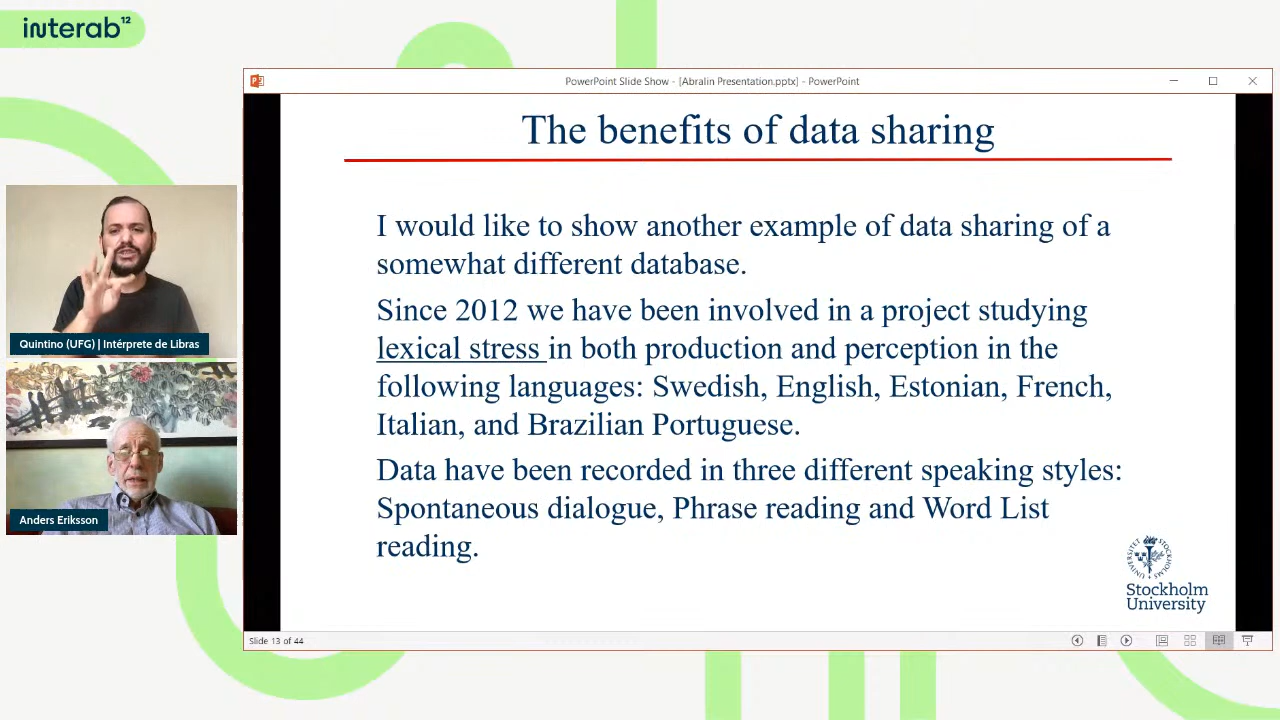 interab12
PowerPoint Slide Show - [Abralin Presentation.pptx] - PowerPoint
The benefits of data sharing
I would like to show another example of data sharing of a
somewhat different database.
Since 2012 we have been involved in a project studying
lexical stress in both production and perception in the
following languages: Swedish, English, Estonian, French,
Italian, and Brazilian Portuguese.
Data have been recorded in three different speaking styles:
Spontaneous dialogue, Phrase reading and Word List
reading.
Quintino (UFG) | Intérprete de Libras
Anders Eriksson
Stockholm
University
Slide 13 of 44